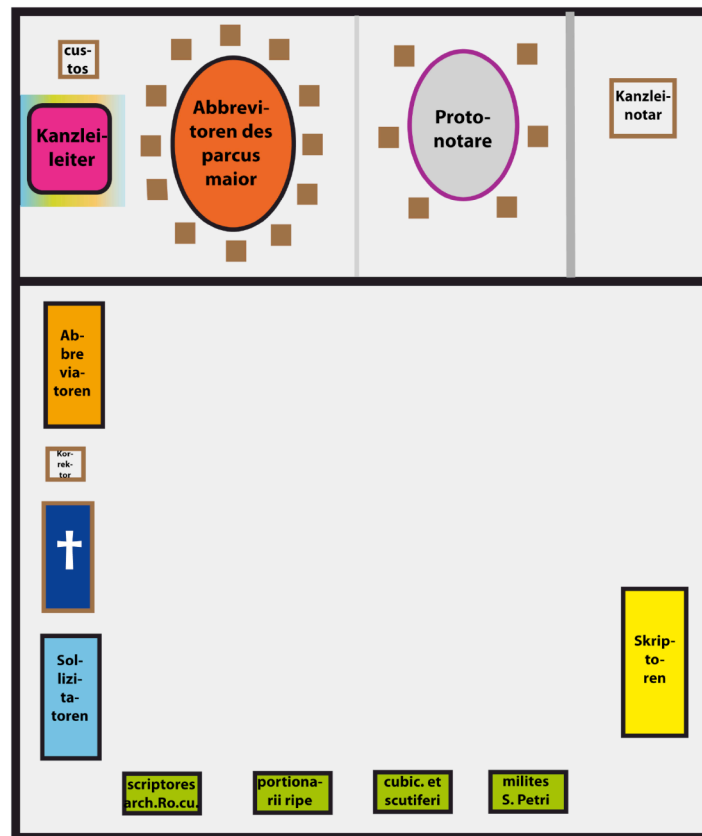 cus-
tos
Kanzlei-
leiter
Abbrevi-
toren des
parcus
maior
Proto-
notare
Kanzlei-
notar
Ab-
bre
via-
toren
Kor-
rek-
tor
Sol-
lizi-
ta-
toren
Skrip-
to-
ren
scriptores
arch.Ro.cu.
portiona-
rii ripe
cubic. et
scutiferi
milites
S. Petri